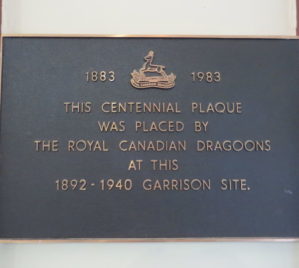 1883 1983
THIS CENTENNIAL PLAQUE
WAS PLACED BY
THE ROYAL CANADIAN DRAGOONS
AT THIS
1892-1940 GARRISON SITE.